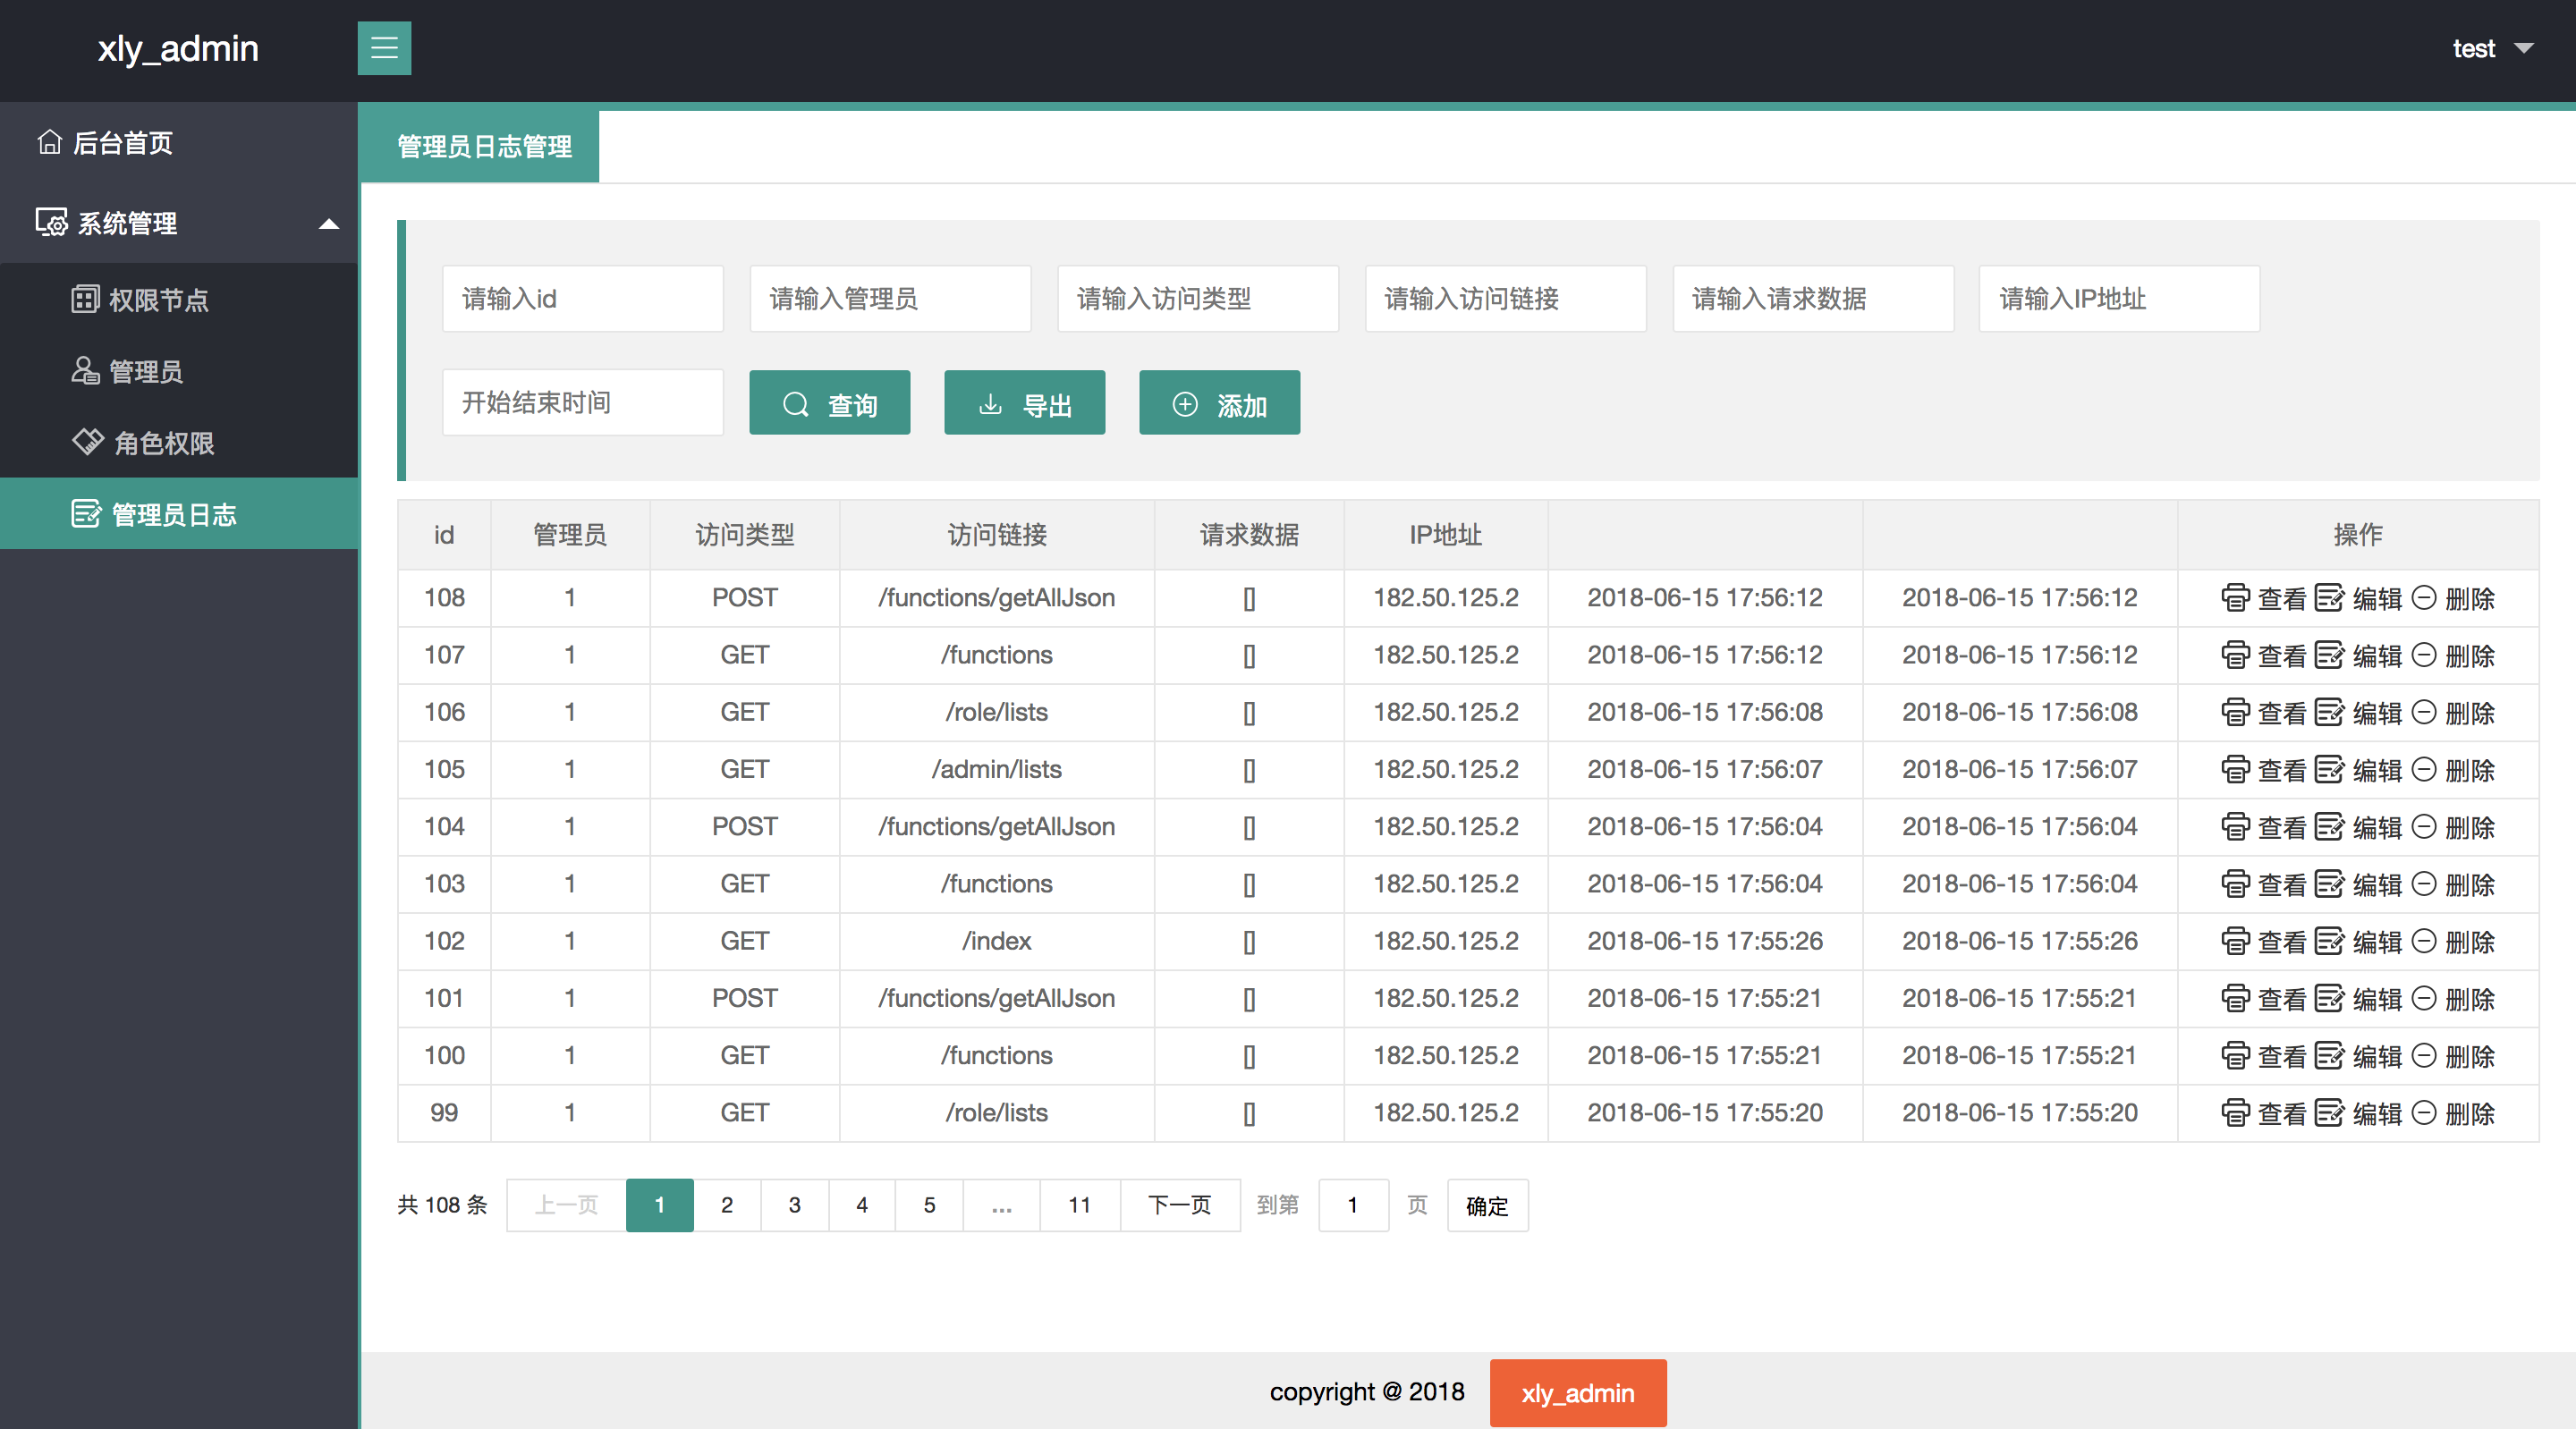 xly_admin
test
后台首页
系统管理
权限节点
管理员
角色权限
管理员日志
管理员日志管理
请输入id 请输入管理员 请输入访问类型 请输入访问链接 请输入请求数据 请输入IP地址
开始结束时间 查询 导出 添加
id 管理员 访问类型 访问链接 请求数据 IP地址 操作
108 1 POST /functions/getAllJson [] 182.50.125.2 2018-06-15 17:56:12 2018-06-15 17:56:12 查看 编辑 删除
107 1 GET /functions [] 182.50.125.2 2018-06-15 17:56:12 2018-06-15 17:56:12 查看 编辑 删除
106 1 GET /role/lists [] 182.50.125.2 2018-06-15 17:56:08 2018-06-15 17:56:08 查看 编辑 删除
105 1 GET /admin/lists [] 182.50.125.2 2018-06-15 17:56:07 2018-06-15 17:56:07 查看 编辑 删除
104 1 POST /functions/getAllJson [] 182.50.125.2 2018-06-15 17:56:04 2018-06-15 17:56:04 查看 编辑 删除
103 1 GET /functions [] 182.50.125.2 2018-06-15 17:56:04 2018-06-15 17:56:04 查看 编辑 删除
102 1 GET /index [] 182.50.125.2 2018-06-15 17:55:26 2018-06-15 17:55:26 查看 编辑 删除
101 1 POST /functions/getAllJson [] 182.50.125.2 2018-06-15 17:55:21 2018-06-15 17:55:21 查看 编辑 删除
100 1 GET /functions [] 182.50.125.2 2018-06-15 17:55:21 2018-06-15 17:55:21 查看 编辑 删除
99 1 GET /role/lists [] 182.50.125.2 2018-06-15 17:55:20 2018-06-15 17:55:20 查看 编辑 删除
共 108 条 上一页 1 2 3 4 5 ... 11 下一页 到第 1 页 确定
copyright @ 2018 xly_admin